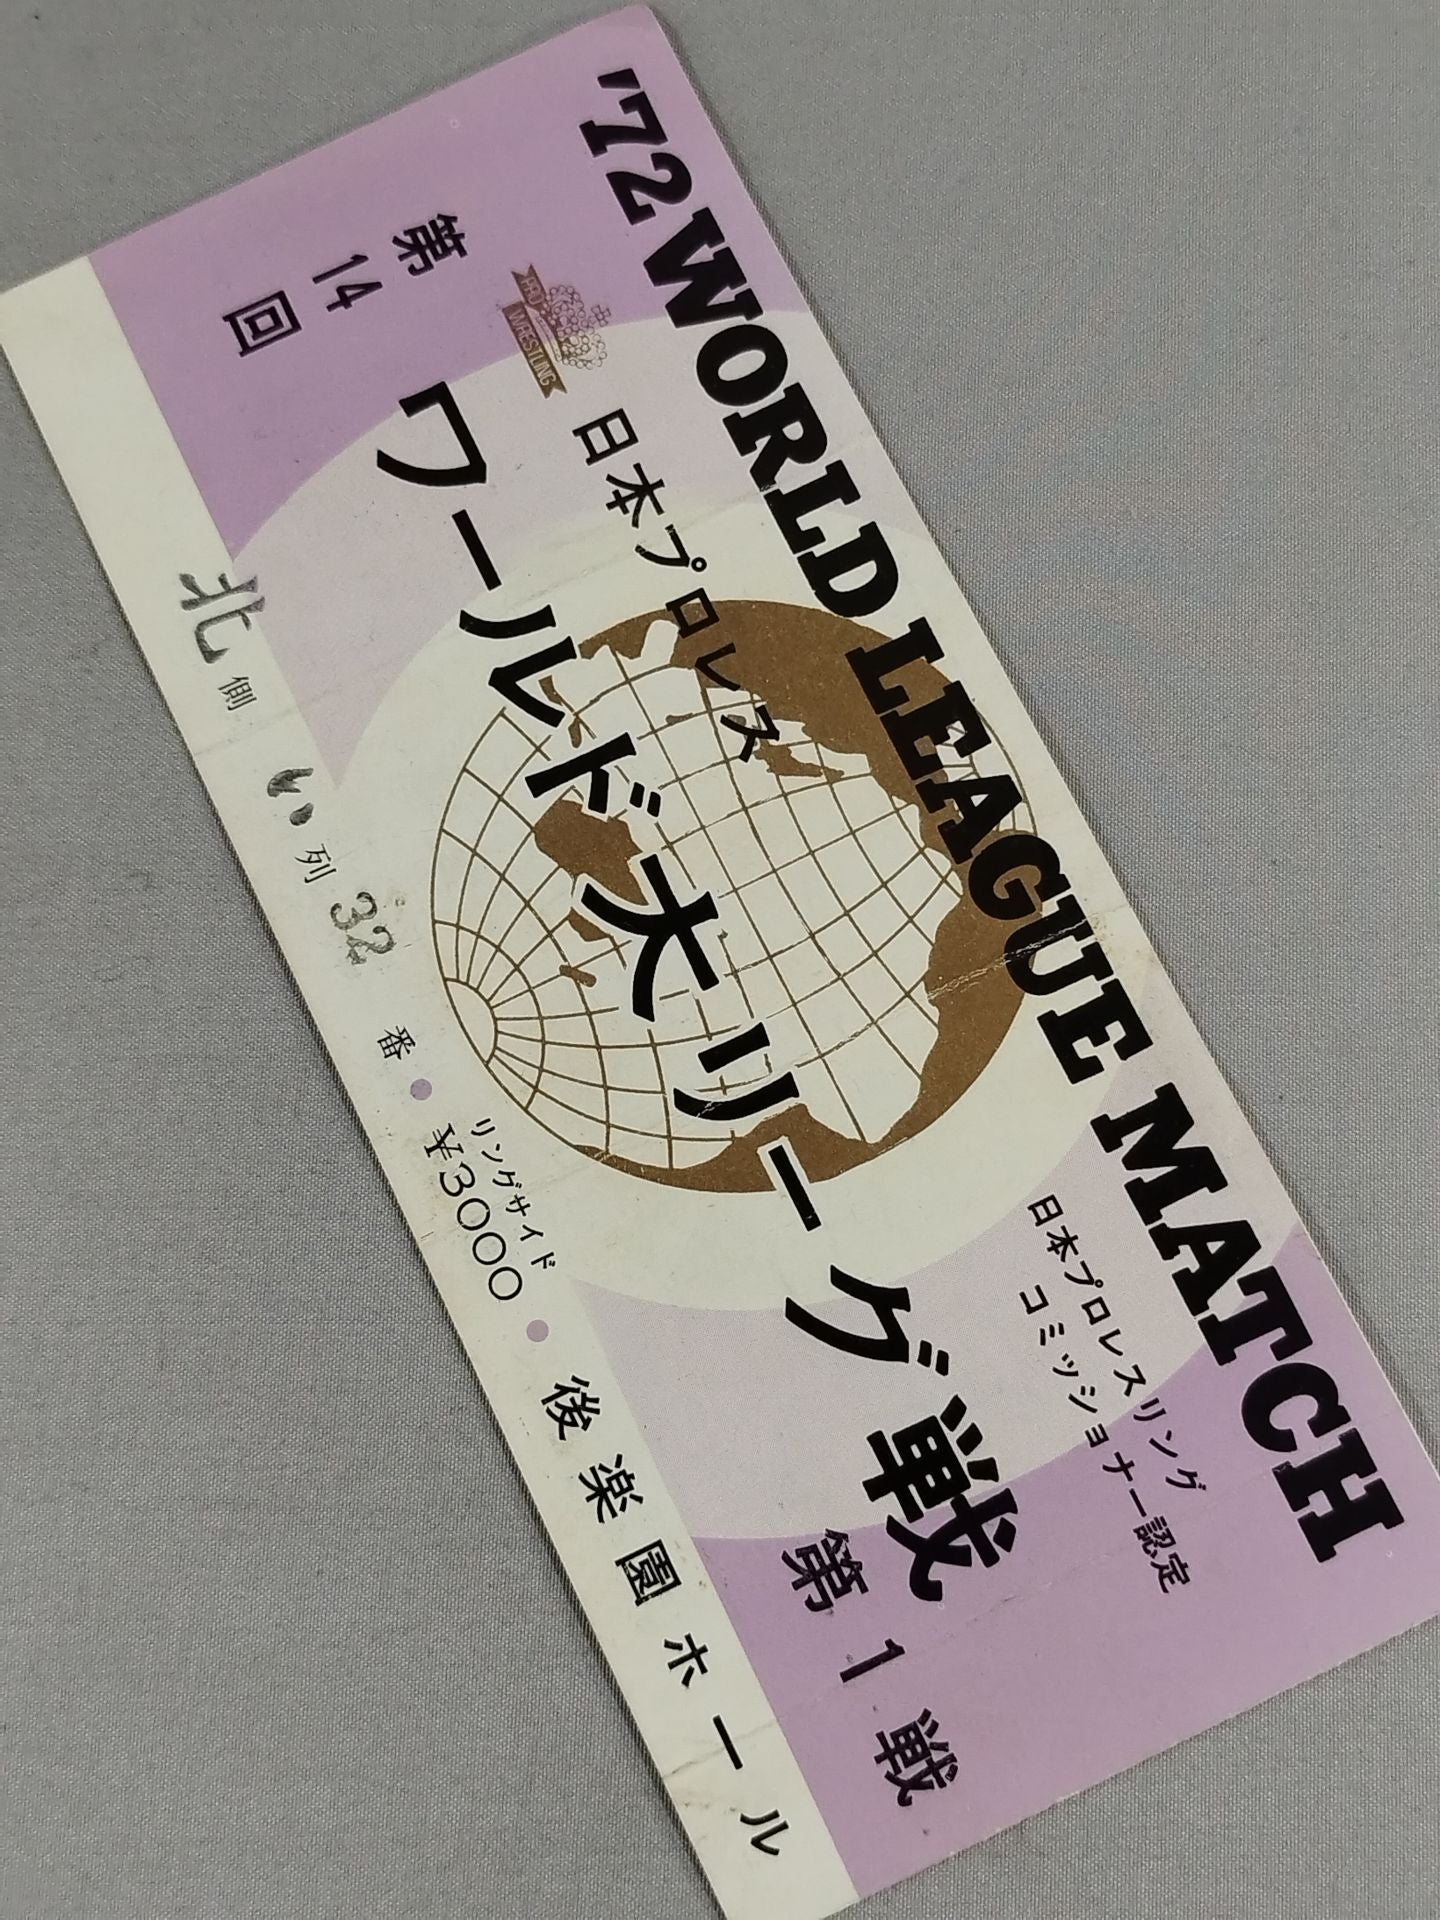 '72 WORLD LEAGUE MATCH
PRO WRESTLING
日本プロレス
日本プロレスリング
コミッショナー認定
第14回
ワールド大リーグ戦
第1戦
北側 い列 32番・リングサイド ¥3000・後楽園ホール